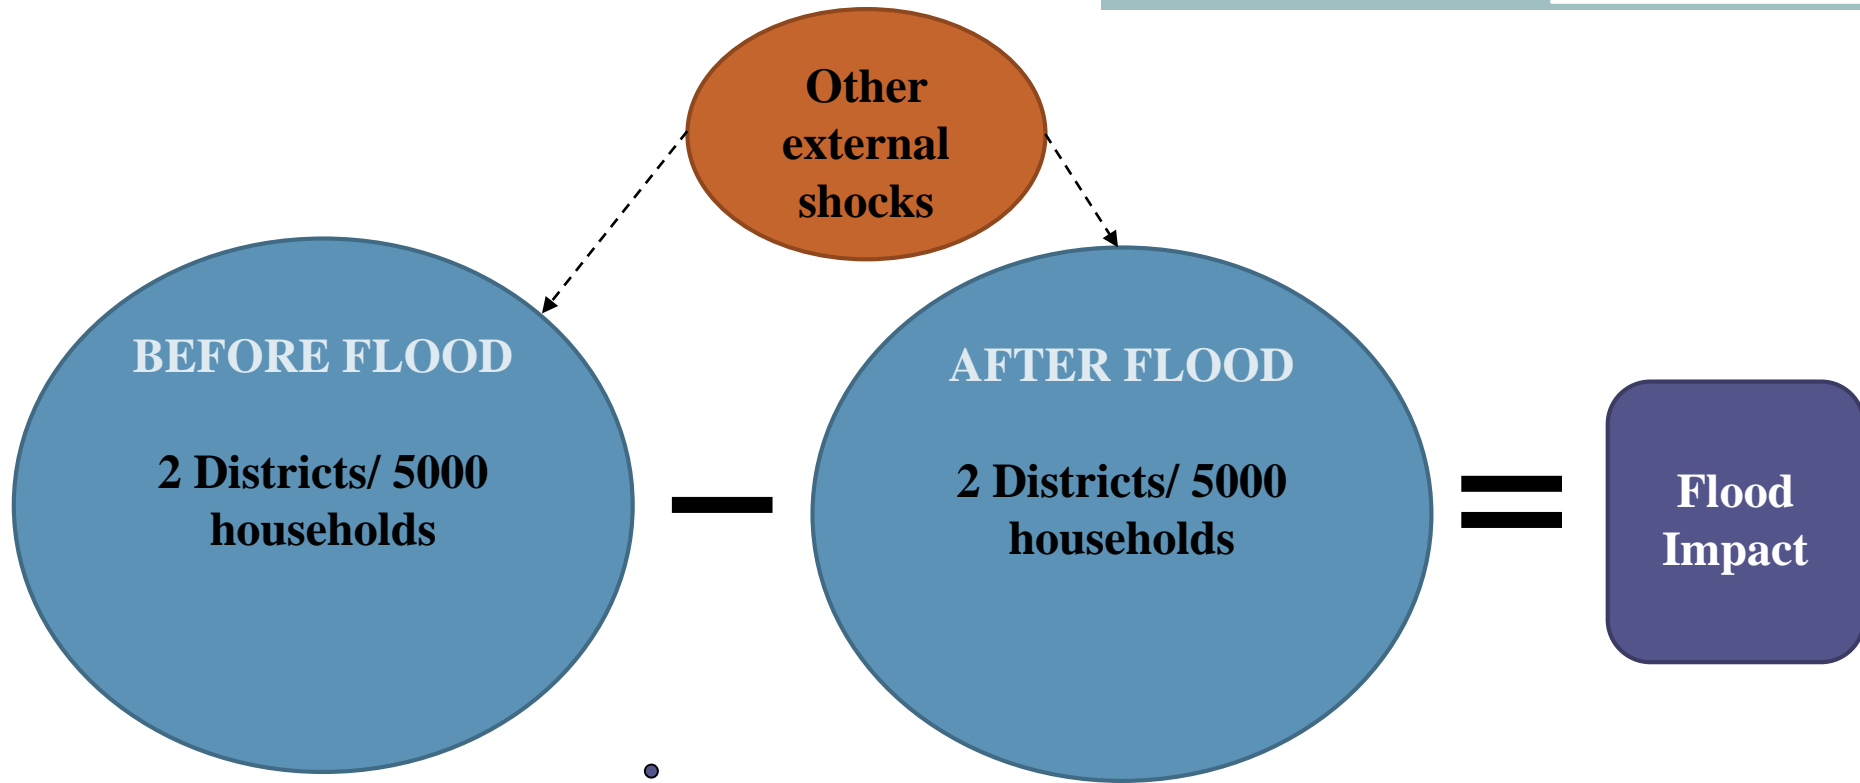 Other
external
shocks
BEFORE FLOOD
2 Districts/ 5000
households
AFTER FLOOD
2 Districts/ 5000
households
Flood
Impact